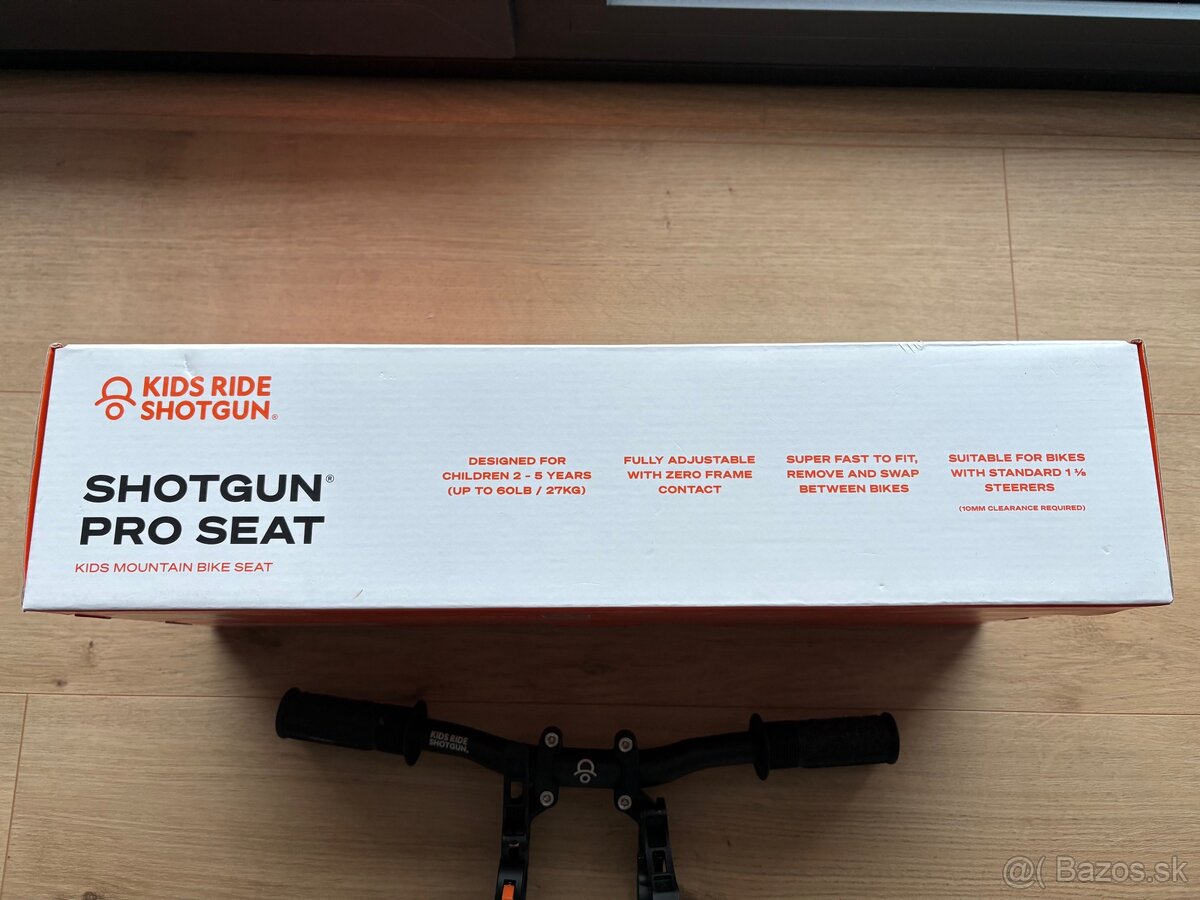 KIDS RIDE
SHOTGUN®
SHOTGUN®
PRO SEAT
KIDS MOUNTAIN BIKE SEAT
DESIGNED FOR
CHILDREN 2 - 5 YEARS
(UP TO 60LB / 27KG)
FULLY ADJUSTABLE
WITH ZERO FRAME
CONTACT
SUPER FAST TO FIT,
REMOVE AND SWAP
BETWEEN BIKES
SUITABLE FOR BIKES
WITH STANDARD 1 ⅛
STEERERS
(10MM CLEARANCE REQUIRED)
KIDS RIDE
SHOTGUN®
@( Bazos.sk